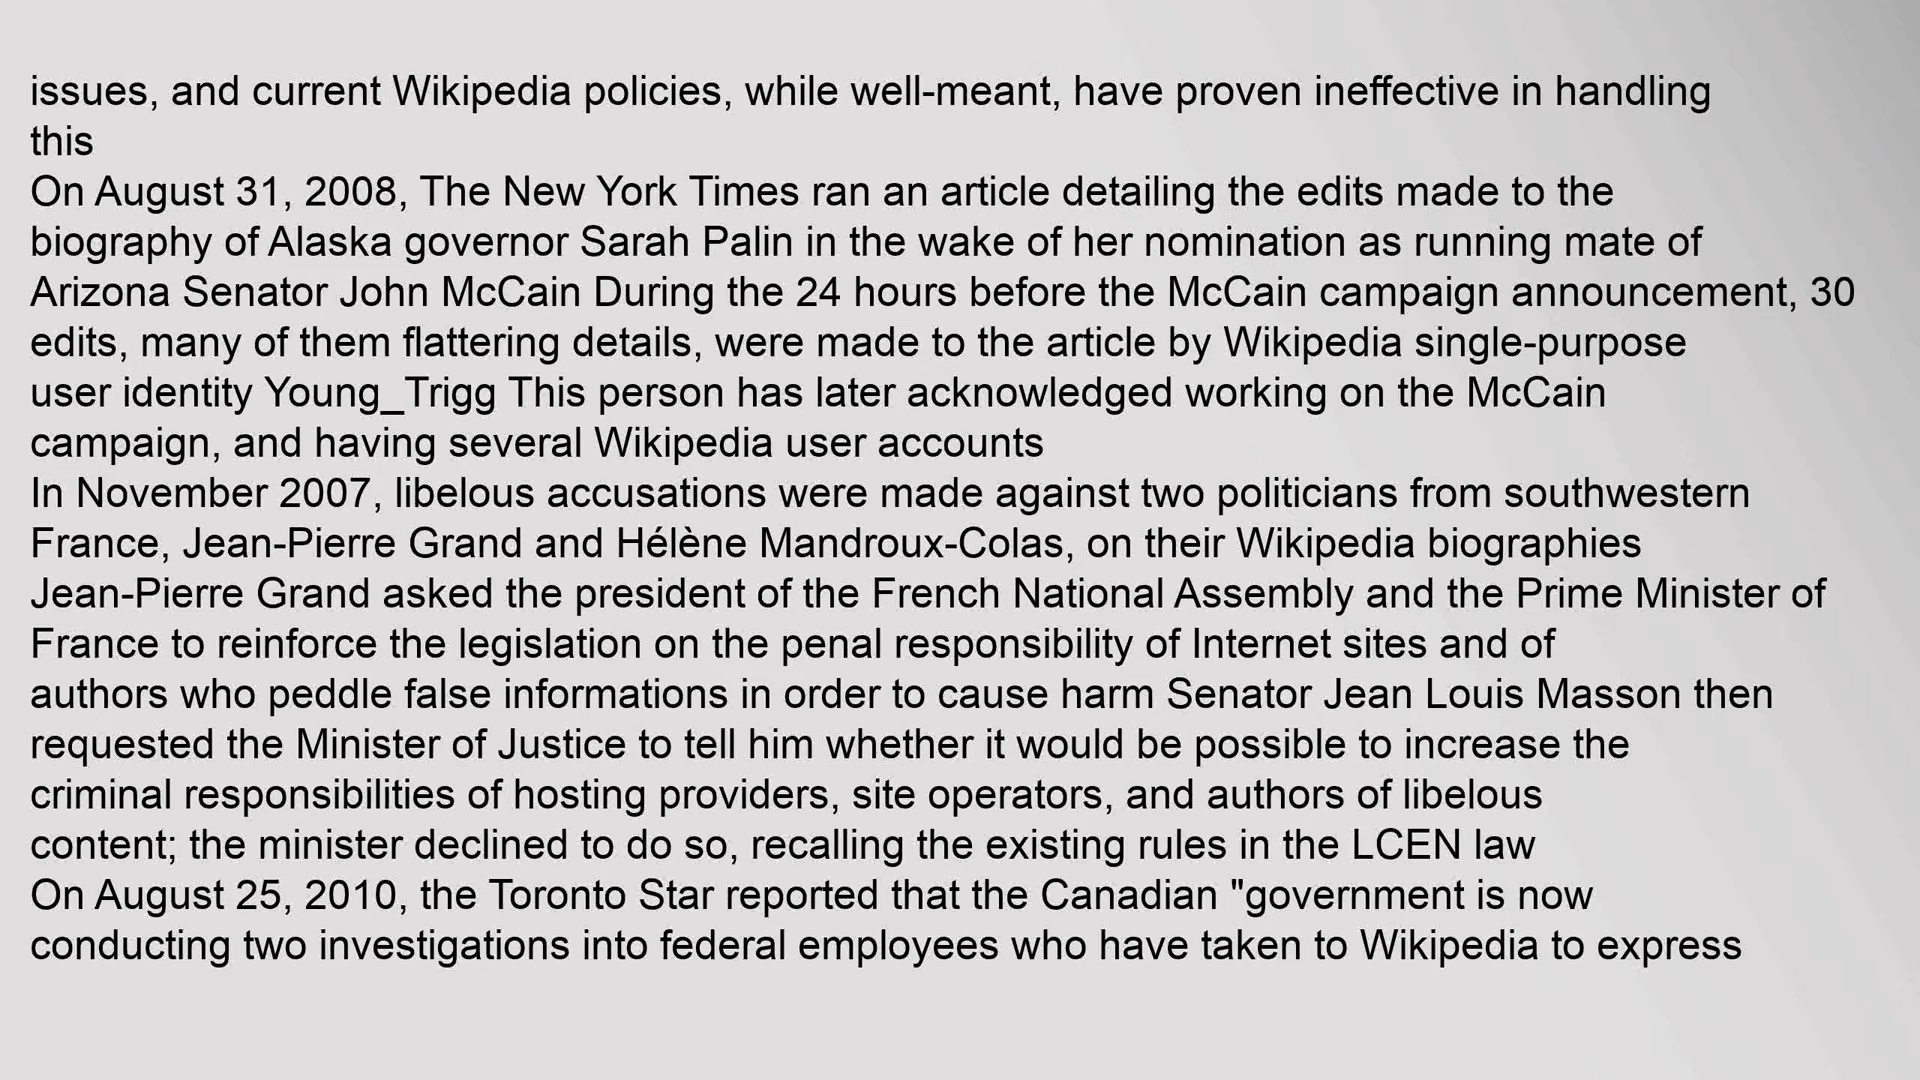 issues, and current Wikipedia policies, while well-meant, have proven ineffective in handling
this
On August 31, 2008, The New York Times ran an article detailing the edits made to the
biography of Alaska governor Sarah Palin in the wake of her nomination as running mate of
Arizona Senator John McCain During the 24 hours before the McCain campaign announcement, 30
edits, many of them flattering details, were made to the article by Wikipedia single-purpose
user identity Young_Trigg This person has later acknowledged working on the McCain
campaign, and having several Wikipedia user accounts
In November 2007, libelous accusations were made against two politicians from southwestern
France, Jean-Pierre Grand and Hélène Mandroux-Colas, on their Wikipedia biographies
Jean-Pierre Grand asked the president of the French National Assembly and the Prime Minister of
France to reinforce the legislation on the penal responsibility of Internet sites and of
authors who peddle false informations in order to cause harm Senator Jean Louis Masson then
requested the Minister of Justice to tell him whether it would be possible to increase the
criminal responsibilities of hosting providers, site operators, and authors of libelous
content; the minister declined to do so, recalling the existing rules in the LCEN law
On August 25, 2010, the Toronto Star reported that the Canadian "government is now
conducting two investigations into federal employees who have taken to Wikipedia to express